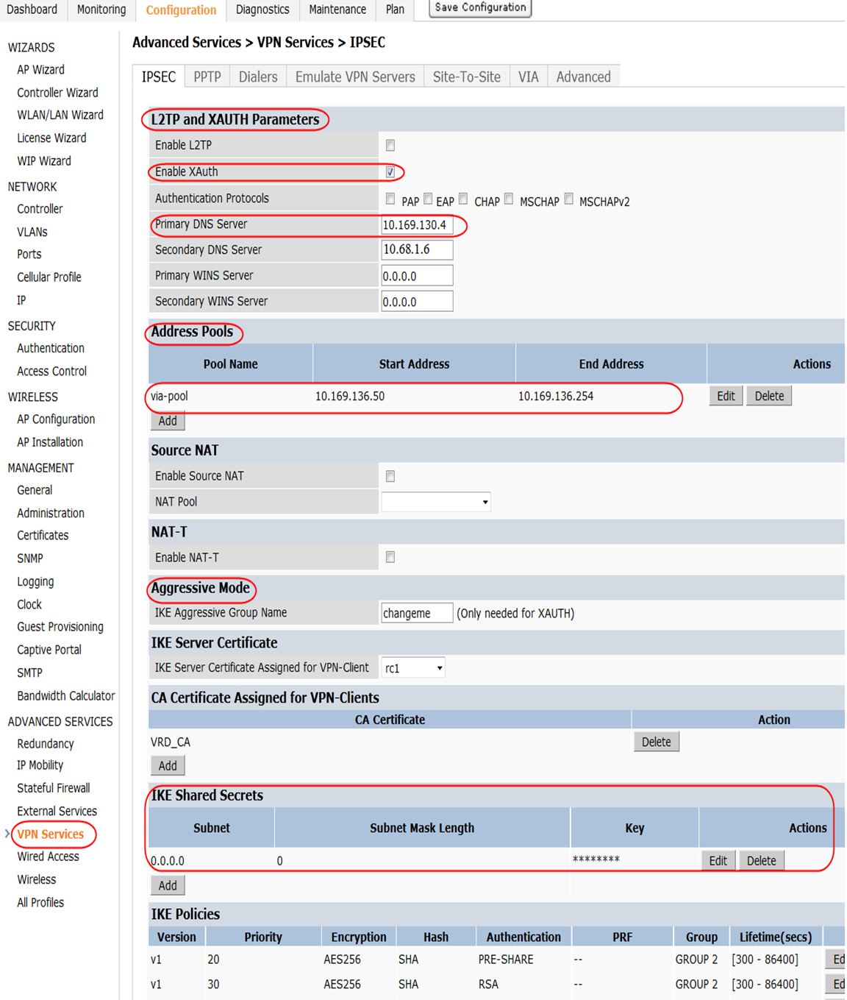 Dashboard Monitoring Configuration Diagnostics Maintenance Plan Save Configuration
WIZARDS
AP Wizard
Controller Wizard
WLAN/LAN Wizard
License Wizard
WIP Wizard
NETWORK
Controller
VLANs
Ports
Cellular Profile
IP
SECURITY
Authentication
Access Control
WIRELESS
AP Configuration
AP Installation
MANAGEMENT
General
Administration
Certificates
SNMP
Logging
Clock
Guest Provisioning
Captive Portal
SMTP
Bandwidth Calculator
ADVANCED SERVICES
Redundancy
IP Mobility
Stateful Firewall
External Services
> VPN Services
Wired Access
Wireless
All Profiles
Advanced Services > VPN Services > IPSEC
IPSEC PPTP Dialers Emulate VPN Servers Site-To-Site VIA Advanced
L2TP and XAUTH Parameters
Enable L2TP
Enable XAuth
Authentication Protocols PAP EAP CHAP MSCHAP MSCHAPv2
Primary DNS Server 10.169.130.4
Secondary DNS Server 10.68.1.6
Primary WINS Server 0.0.0.0
Secondary WINS Server 0.0.0.0
Address Pools
Pool Name Start Address End Address Actions
via-pool 10.169.136.50 10.169.136.254 Edit Delete
Add
Source NAT
Enable Source NAT
NAT Pool
NAT-T
Enable NAT-T
Aggressive Mode
IKE Aggressive Group Name changeme (Only needed for XAUTH)
IKE Server Certificate
IKE Server Certificate Assigned for VPN-Client rc1
CA Certificate Assigned for VPN-Clients
CA Certificate Action
VRD_CA Delete
Add
IKE Shared Secrets
Subnet Subnet Mask Length Key Actions
0.0.0.0 0 ******** Edit Delete
Add
IKE Policies
Version Priority Encryption Hash Authentication PRF Group Lifetime(secs)
v1 20 AES256 SHA PRE-SHARE -- GROUP 2 [300 - 86400] Ed
v1 30 AES256 SHA RSA -- GROUP 2 [300 - 86400] Ed